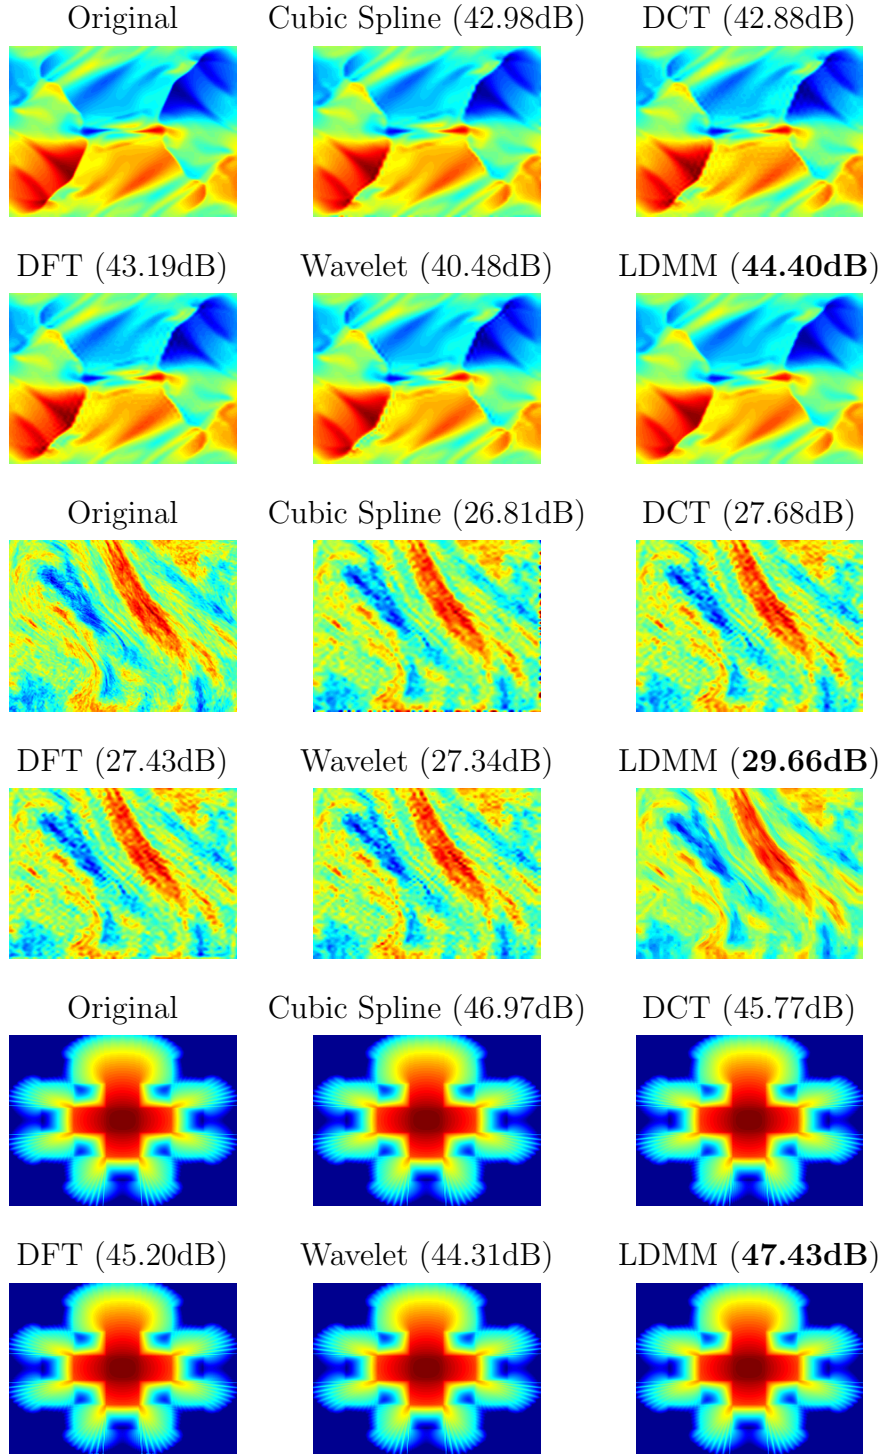 Original Cubic Spline (42.98dB) DCT (42.88dB)
DFT (43.19dB) Wavelet (40.48dB) LDMM (44.40dB)
Original Cubic Spline (26.81dB) DCT (27.68dB)
DFT (27.43dB) Wavelet (27.34dB) LDMM (29.66dB)
Original Cubic Spline (46.97dB) DCT (45.77dB)
DFT (45.20dB) Wavelet (44.31dB) LDMM (47.43dB)